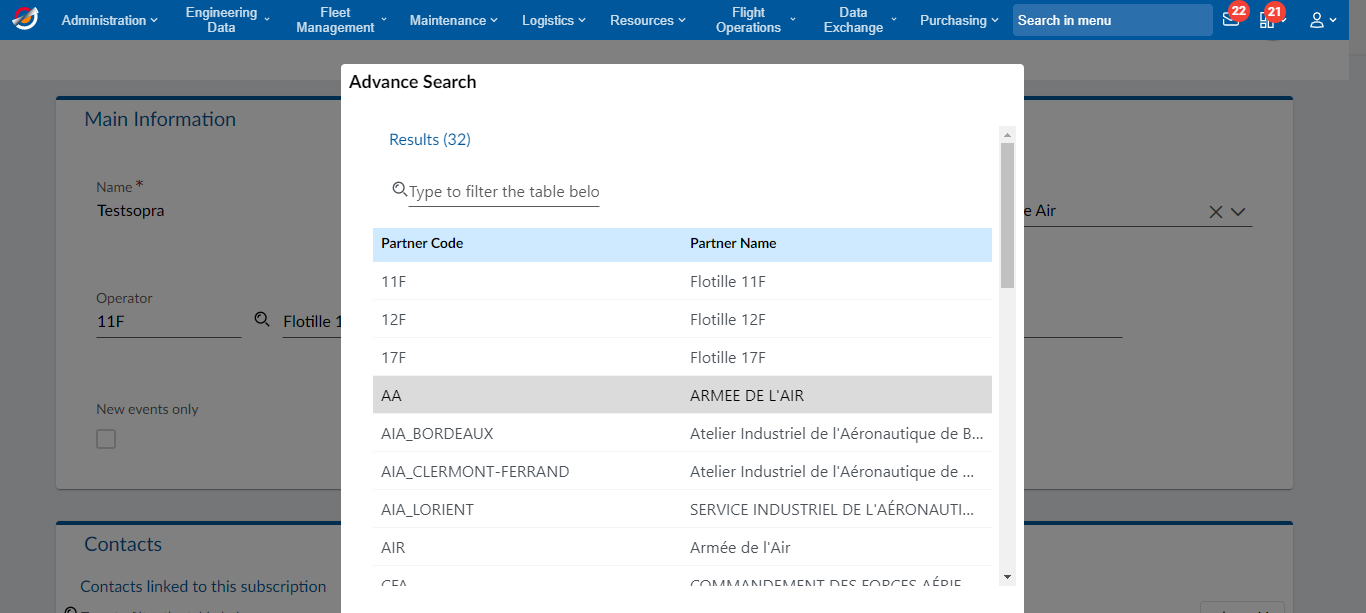 Administration
Engineering
Data
Fleet
Management
Maintenance
Logistics
Resources
Flight
Operations
Data
Exchange
Purchasing
Search in menu
22
21
Advance Search
Main Information
Results (32)
Name *
Testsopra
Type to filter the table belo
e Air
Partner Code Partner Name
11F Flotille 11F
12F Flotille 12F
17F Flotille 17F
AA ARMEE DE L'AIR
AIA_BORDEAUX Atelier Industriel de l'Aéronautique de B...
AIA_CLERMONT-FERRAND Atelier Industriel de l'Aéronautique de ...
AIA_LORIENT SERVICE INDUSTRIEL DE L'AÉRONAUTI...
AIR Armée de l'Air
CFA COMMANDEMENT DES FORCES AÉRIE
Operator
11F Flotille 1
New events only
Contacts
Contacts linked to this subscription